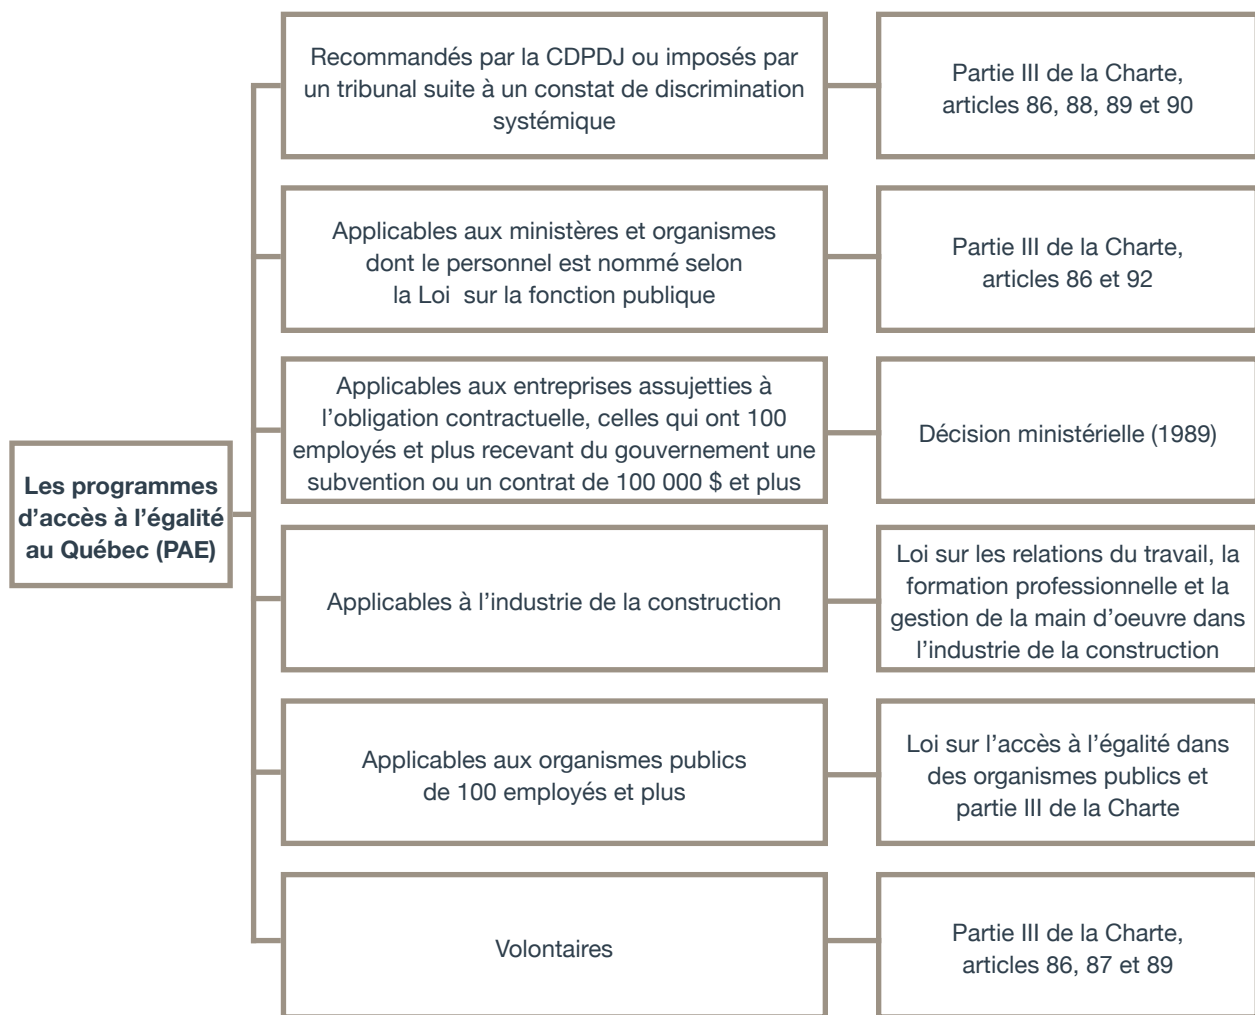 Les programmes
d’accès à l’égalité
au Québec (PAE)
Recommandés par la CDPDJ ou imposés par
un tribunal suite à un constat de discrimination
systémique
Partie III de la Charte,
articles 86, 88, 89 et 90
Applicables aux ministères et organismes
dont le personnel est nommé selon
la Loi  sur la fonction publique
Partie III de la Charte,
articles 86 et 92
Applicables aux entreprises assujetties à
l’obligation contractuelle, celles qui ont 100
employés et plus recevant du gouvernement une
subvention ou un contrat de 100 000 $ et plus
Décision ministérielle (1989)
Applicables à l’industrie de la construction
Loi sur les relations du travail, la
formation professionnelle et la
gestion de la main d’oeuvre dans
l’industrie de la construction
Applicables aux organismes publics
de 100 employés et plus
Loi sur l’accès à l’égalité dans
des organismes publics et
partie III de la Charte
Volontaires
Partie III de la Charte,
articles 86, 87 et 89